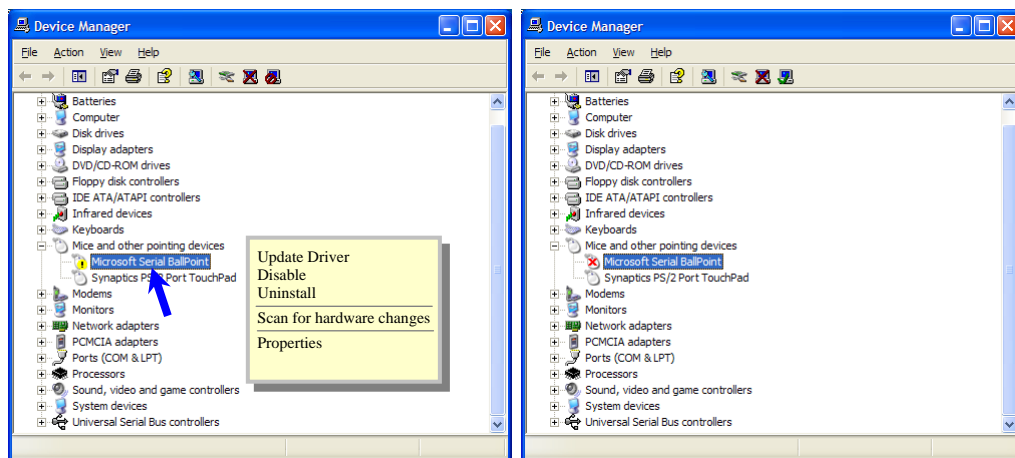 Device Manager
File Action View Help
Batteries
Computer
Disk drives
Display adapters
DVD/CD-ROM drives
Floppy disk controllers
IDE ATA/ATAPI controllers
Infrared devices
Keyboards
Mice and other pointing devices
Microsoft Serial BallPoint
Synaptics PS/2 Port TouchPad
Modems
Monitors
Network adapters
PCMCIA adapters
Ports (COM & LPT)
Processors
Sound, video and game controllers
System devices
Universal Serial Bus controllers
Update Driver
Disable
Uninstall
Scan for hardware changes
Properties
Device Manager
File Action View Help
Batteries
Computer
Disk drives
Display adapters
DVD/CD-ROM drives
Floppy disk controllers
IDE ATA/ATAPI controllers
Infrared devices
Keyboards
Mice and other pointing devices
Microsoft Serial BallPoint
Synaptics PS/2 Port TouchPad
Modems
Monitors
Network adapters
PCMCIA adapters
Ports (COM & LPT)
Processors
Sound, video and game controllers
System devices
Universal Serial Bus controllers